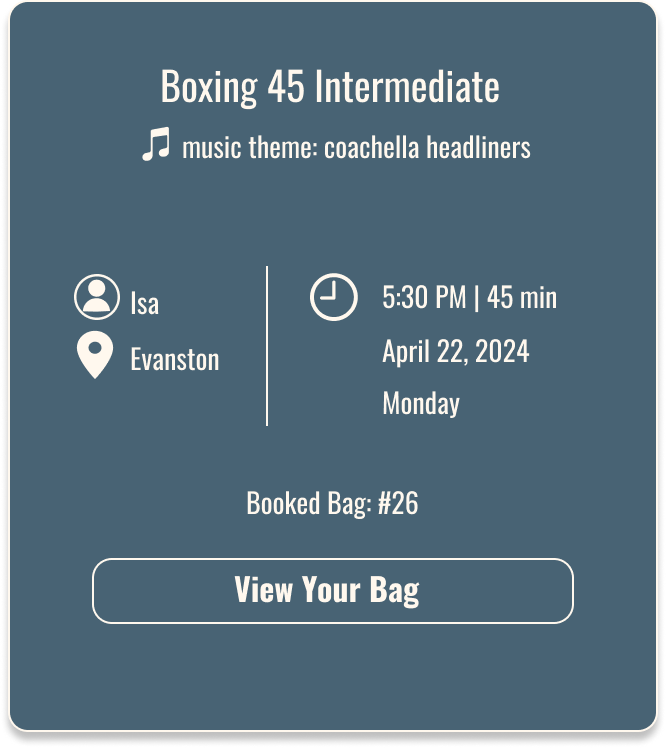 Boxing 45 Intermediate
music theme: coachella headliners
Isa
Evanston
5:30 PM | 45 min
April 22, 2024
Monday
Booked Bag: #26
View Your Bag